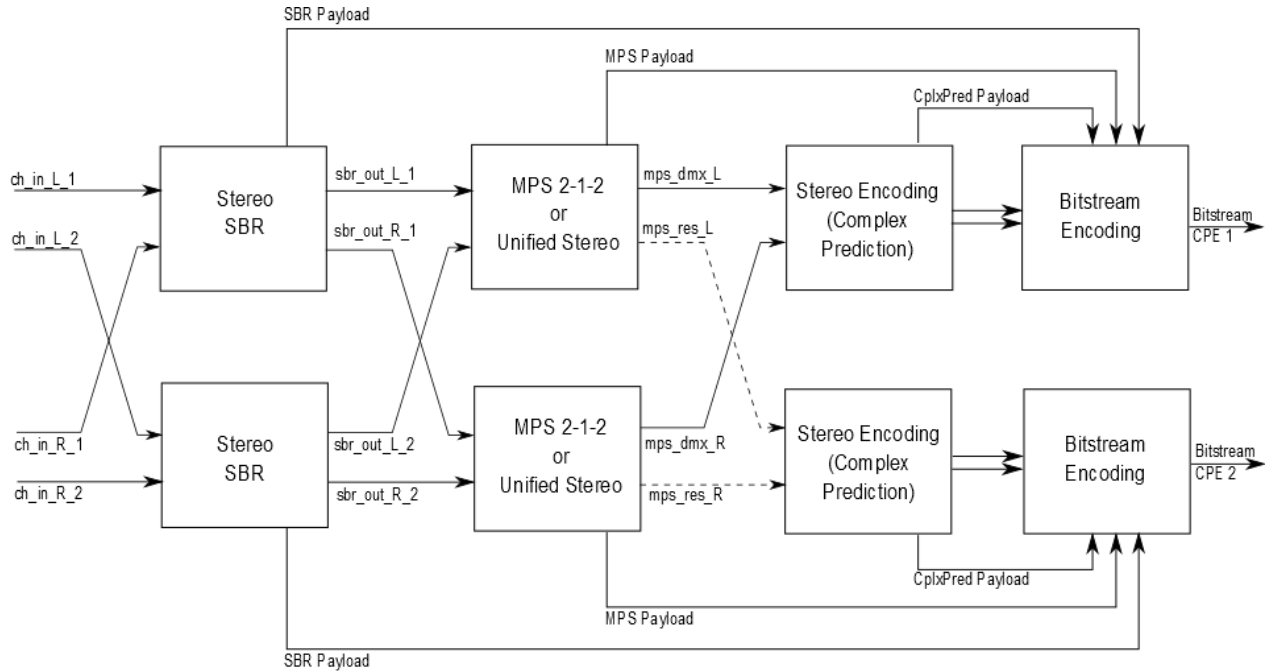 SBR Payload
MPS Payload
CplxPred Payload
ch_in_L_1
ch_in_L_2
ch_in_R_1
ch_in_R_2
Stereo
SBR
sbr_out_L_1
sbr_out_R_1
MPS 2-1-2
or
Unified Stereo
mps_dmx_L
mps_res_L
Stereo Encoding
(Complex
Prediction)
Bitstream
Encoding
Bitstream
CPE 1
Stereo
SBR
sbr_out_L_2
sbr_out_R_2
MPS 2-1-2
or
Unified Stereo
mps_dmx_R
mps_res_R
Stereo Encoding
(Complex
Prediction)
Bitstream
Encoding
Bitstream
CPE 2
CplxPred Payload
MPS Payload
SBR Payload